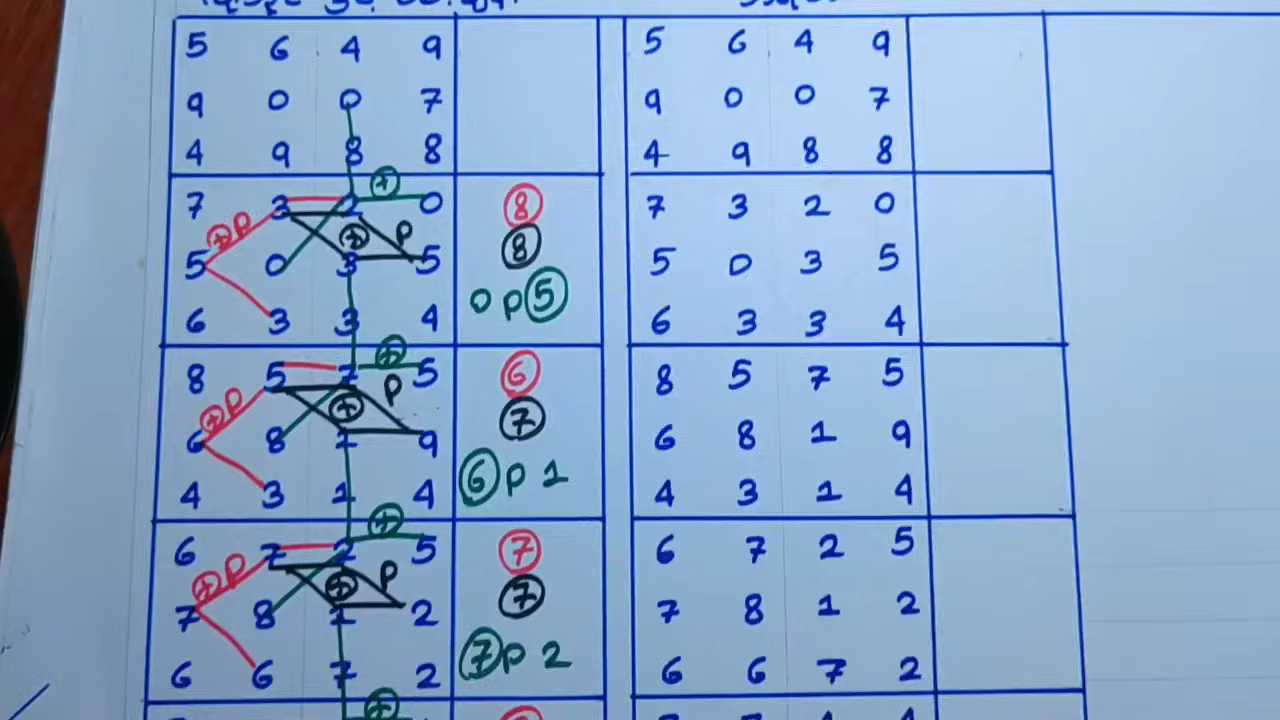 5 6 4 9 5 6 4 9
9 0 0 7 9 0 0 7
4 9 8 8 4 9 8 8
+
7 3 2 0 8 7 3 2 0
+ P + P 8
5 0 3 5 5 0 3 5
0 P 5
6 3 3 4 6 3 3 4
+
8 5 7 5 6 8 5 7 5
+ P + P 7
6 8 1 9 6 8 1 9
6 P 1
4 3 1 4 4 3 1 4
+
6 7 2 5 7 6 7 2 5
+ P + P 7
7 8 1 2 7 8 1 2
7 P 2
6 6 7 2 6 6 7 2
+